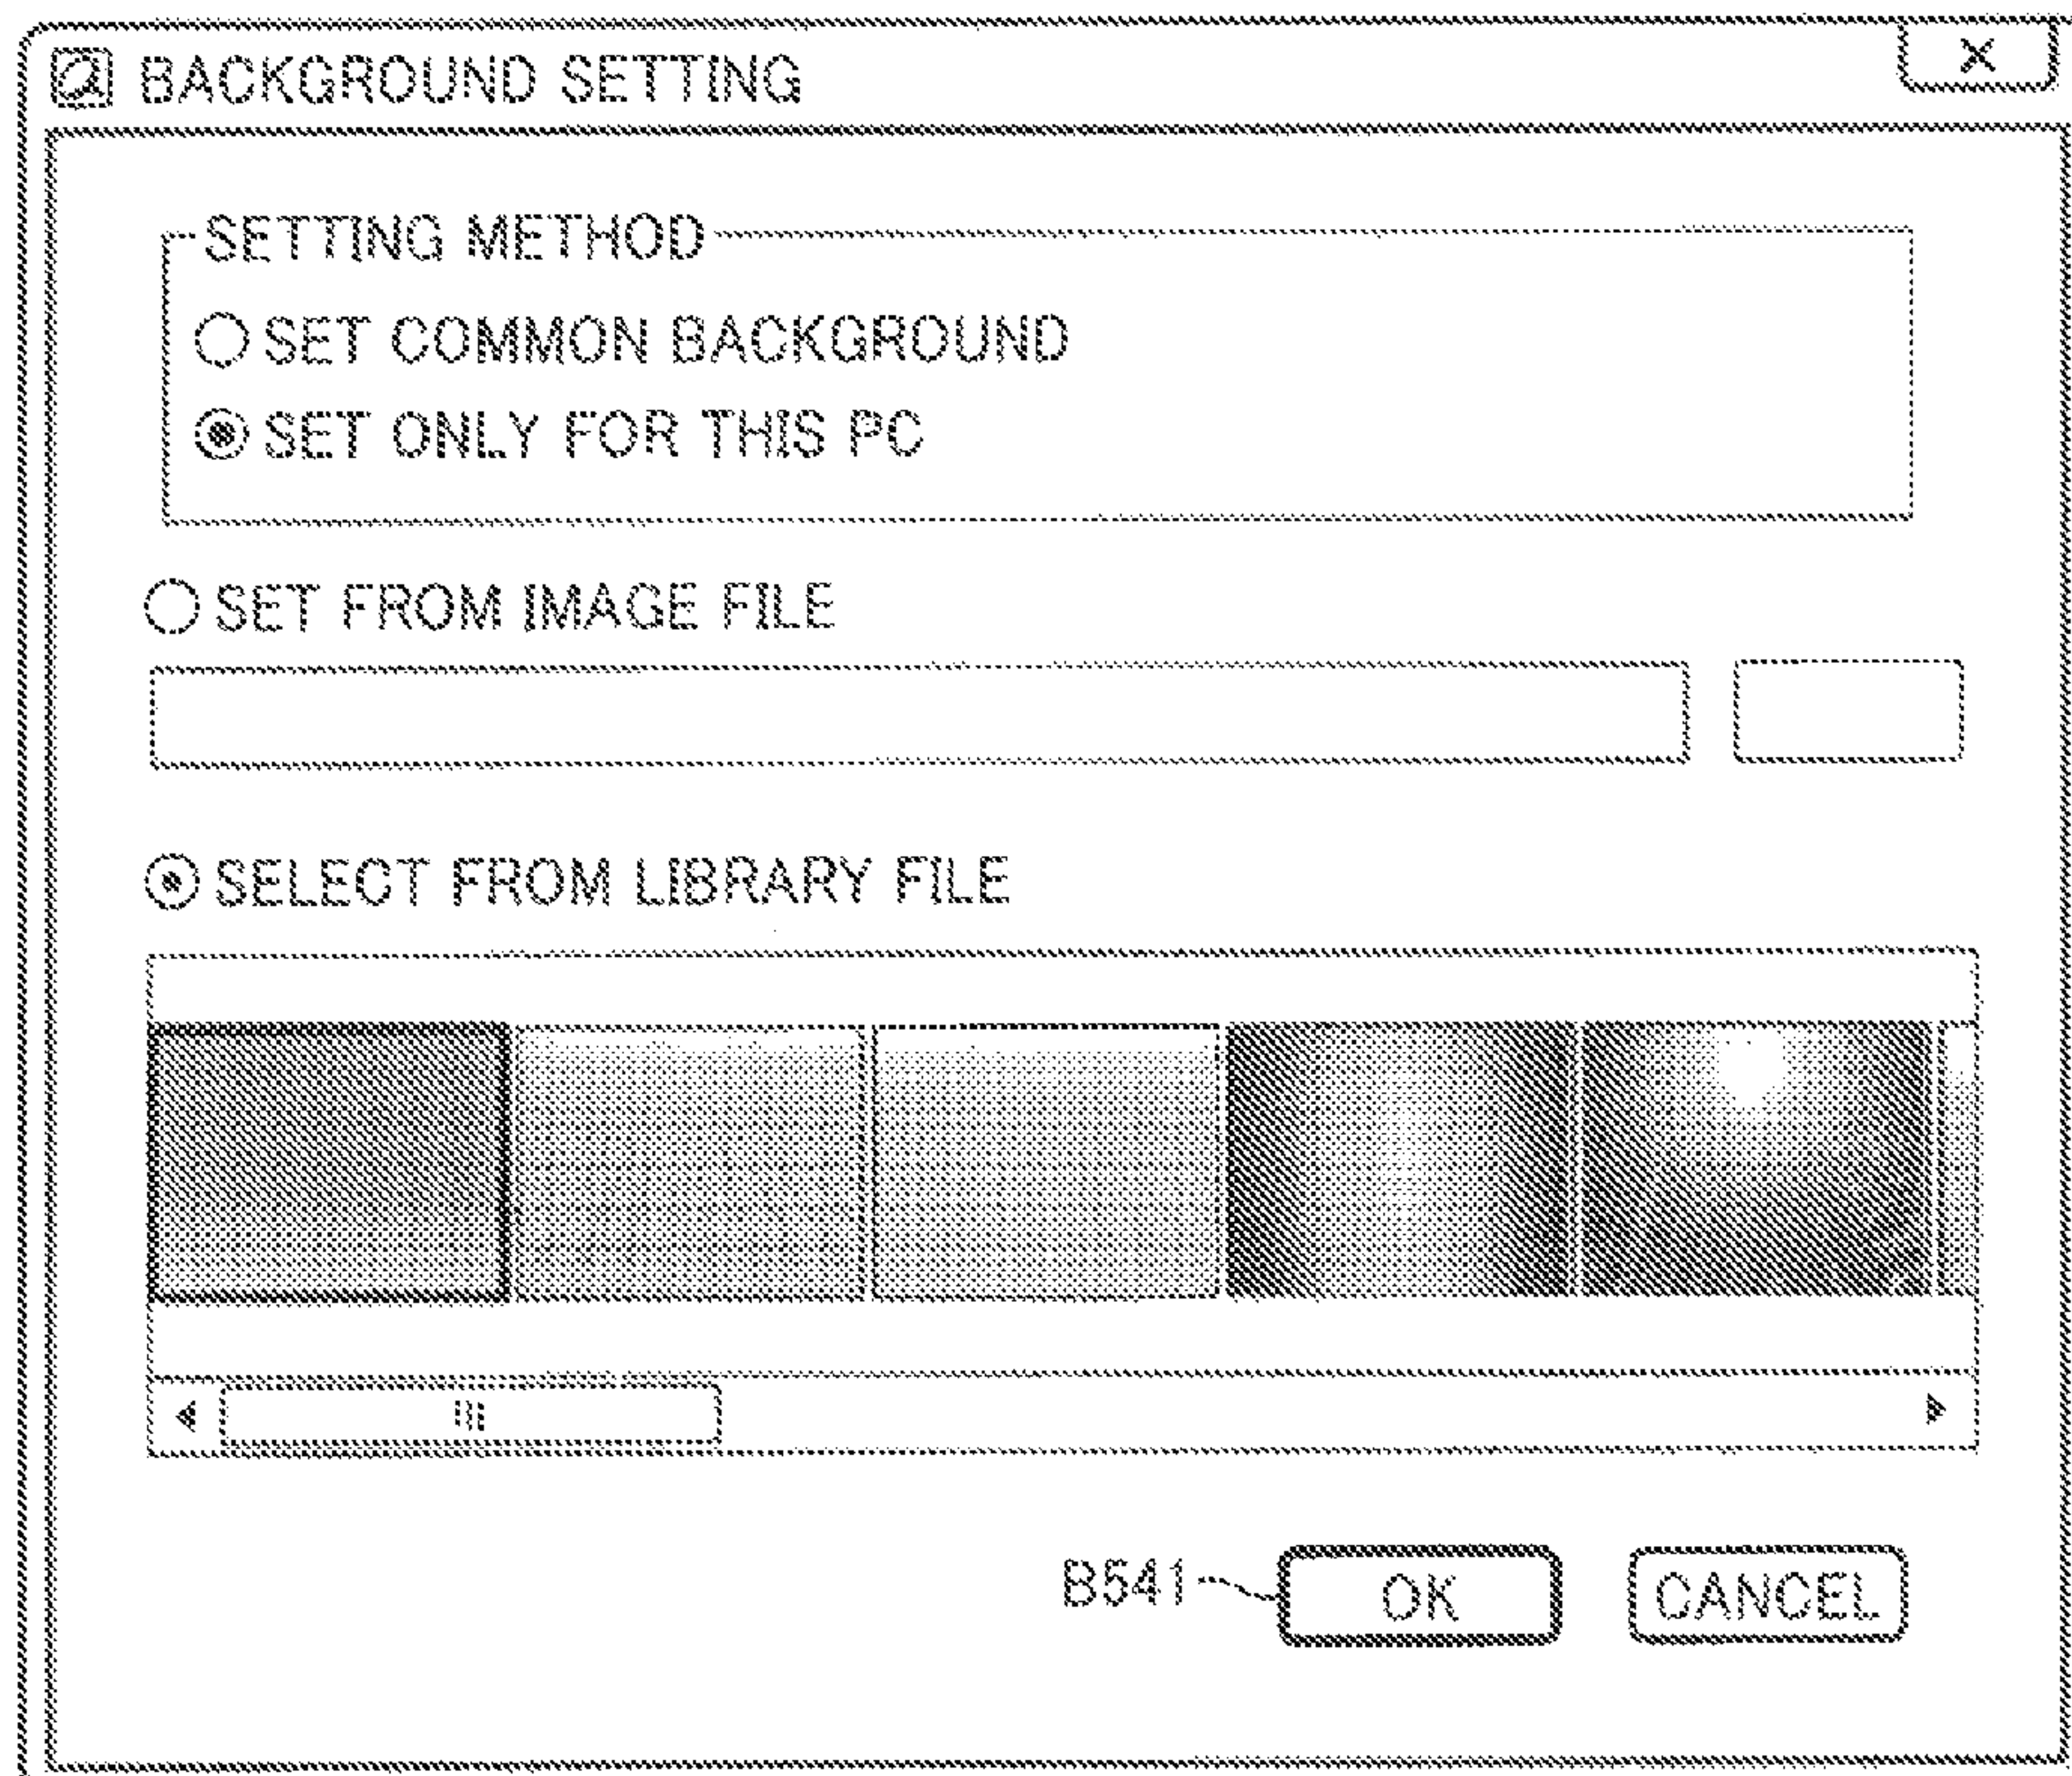 BACKGROUND SETTING
X
SETTING METHOD
SET COMMON BACKGROUND
SET ONLY FOR THIS PC
SET FROM IMAGE FILE
SELECT FROM LIBRARY FILE
B541
OK
CANCEL